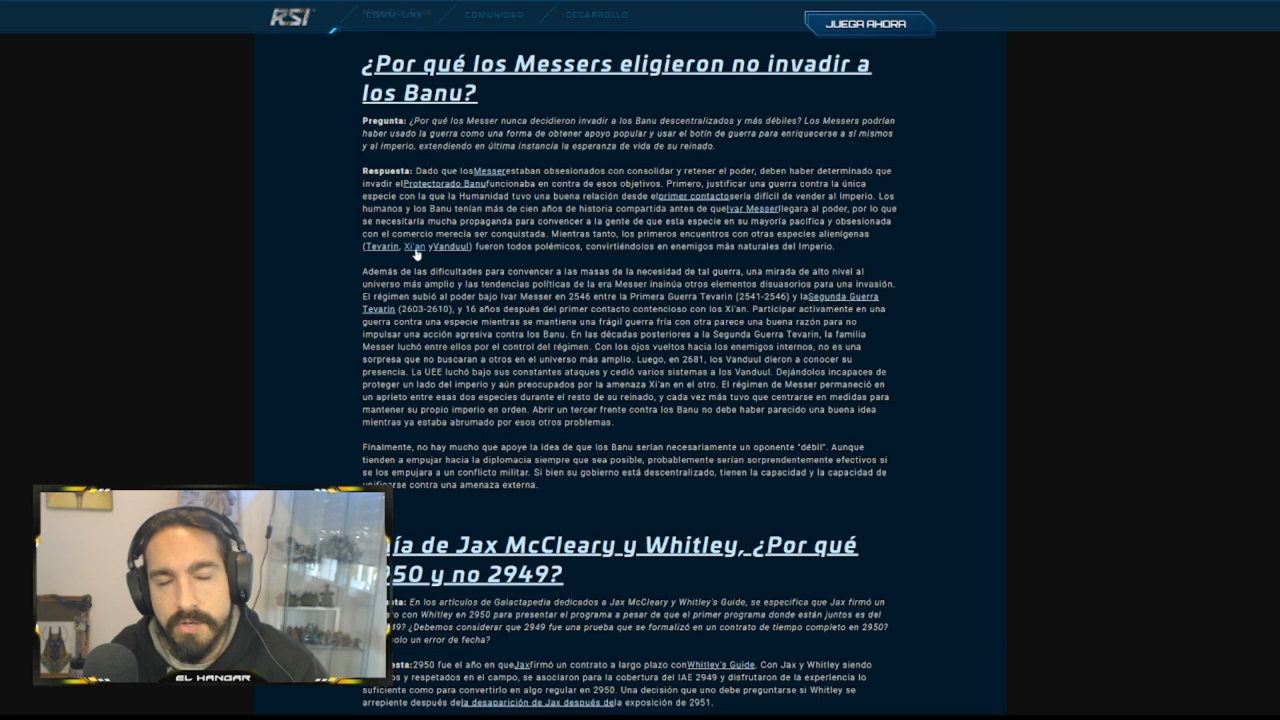 RSI
COMM-LINK
COMUNIDAD
DESARROLLO
JUEGA AHORA
¿Por qué los Messers eligieron no invadir a
los Banu?
Pregunta: ¿Por qué los Messer nunca decidieron invadir a los Banu descentralizados y más débiles? Los Messers podrían
haber usado la guerra como una forma de obtener apoyo popular y usar el botín de guerra para enriquecerse a sí mismos
y al imperio, extendiendo en última instancia la esperanza de vida de su reinado.
Respuesta: Dado que losMesserestaban obsesionados con consolidar y retener el poder, deben haber determinado que
invadir elProtectorado Banufuncionaba en contra de esos objetivos. Primero, justificar una guerra contra la única
especie con la que la Humanidad tuvo una buena relación desde elprimer contactosería difícil de vender al Imperio. Los
humanos y los Banu tenían más de cien años de historia compartida antes de queIvar Messerllegara al poder, por lo que
se necesitaría mucha propaganda para convencer a la gente de que esta especie en su mayoría pacífica y obsesionada
con el comercio merecía ser conquistada. Mientras tanto, los primeros encuentros con otras especies alienígenas
(Tevarin, Xi'an yVanduul) fueron todos polémicos, convirtiéndolos en enemigos más naturales del Imperio.
Además de las dificultades para convencer a las masas de la necesidad de tal guerra, una mirada de alto nivel al
universo más amplio y las tendencias políticas de la era Messer insinúa otros elementos disuasorios para una invasión.
El régimen subió al poder bajo Ivar Messer en 2546 entre la Primera Guerra Tevarin (2541-2546) y laSegunda Guerra
Tevarin (2603-2610), y 16 años después del primer contacto contencioso con los Xi'an. Participar activamente en una
guerra contra una especie mientras se mantiene una frágil guerra fría con otra parece una buena razón para no
impulsar una acción agresiva contra los Banu. En las décadas posteriores a la Segunda Guerra Tevarin, la familia
Messer luchó entre ellos por el control del régimen. Con los ojos vueltos hacia los enemigos internos, no es una
sorpresa que no buscaran a otros en el universo más amplio. Luego, en 2681, los Vanduul dieron a conocer su
presencia. La UEE luchó bajo sus constantes ataques y cedió varios sistemas a los Vanduul. Dejándolos incapaces de
proteger un lado del imperio y aún preocupados por la amenaza Xi'an en el otro. El régimen de Messer permaneció en
un aprieto entre esas dos especies durante el resto de su reinado, y cada vez más tuvo que centrarse en medidas para
mantener su propio imperio en orden. Abrir un tercer frente contra los Banu no debe haber parecido una buena idea
mientras ya estaba abrumado por esos otros problemas.
Finalmente, no hay mucho que apoye la idea de que los Banu serían necesariamente un oponente "débil". Aunque
tienden a empujar hacia la diplomacia siempre que sea posible, probablemente serían sorprendentemente efectivos si
se los empujara a un conflicto militar. Si bien su gobierno está descentralizado, tienen la capacidad y la capacidad de
unificarse contra una amenaza externa.
ía de Jax McCleary y Whitley, ¿Por qué
950 y no 2949?
nta: En los artículos de Galactapedia dedicados a Jax McCleary y Whitley's Guide, se especifica que Jax firmó un
o con Whitley en 2950 para presentar el programa a pesar de que el primer programa donde están juntos es del
49? ¿Debemos considerar que 2949 fue una prueba que se formalizó en un contrato de tiempo completo en 2950?
olo un error de fecha?
esta:2950 fue el año en queJaxfirmó un contrato a largo plazo conWhitley's Guide. Con Jax y Whitley siendo
os y respetados en el campo, se asociaron para la cobertura del IAE 2949 y disfrutaron de la experiencia lo
suficiente como para convertirlo en algo regular en 2950. Una decisión que uno debe preguntarse si Whitley se
arrepiente después dela desaparición de Jax después dela exposición de 2951.
EL HANGAR